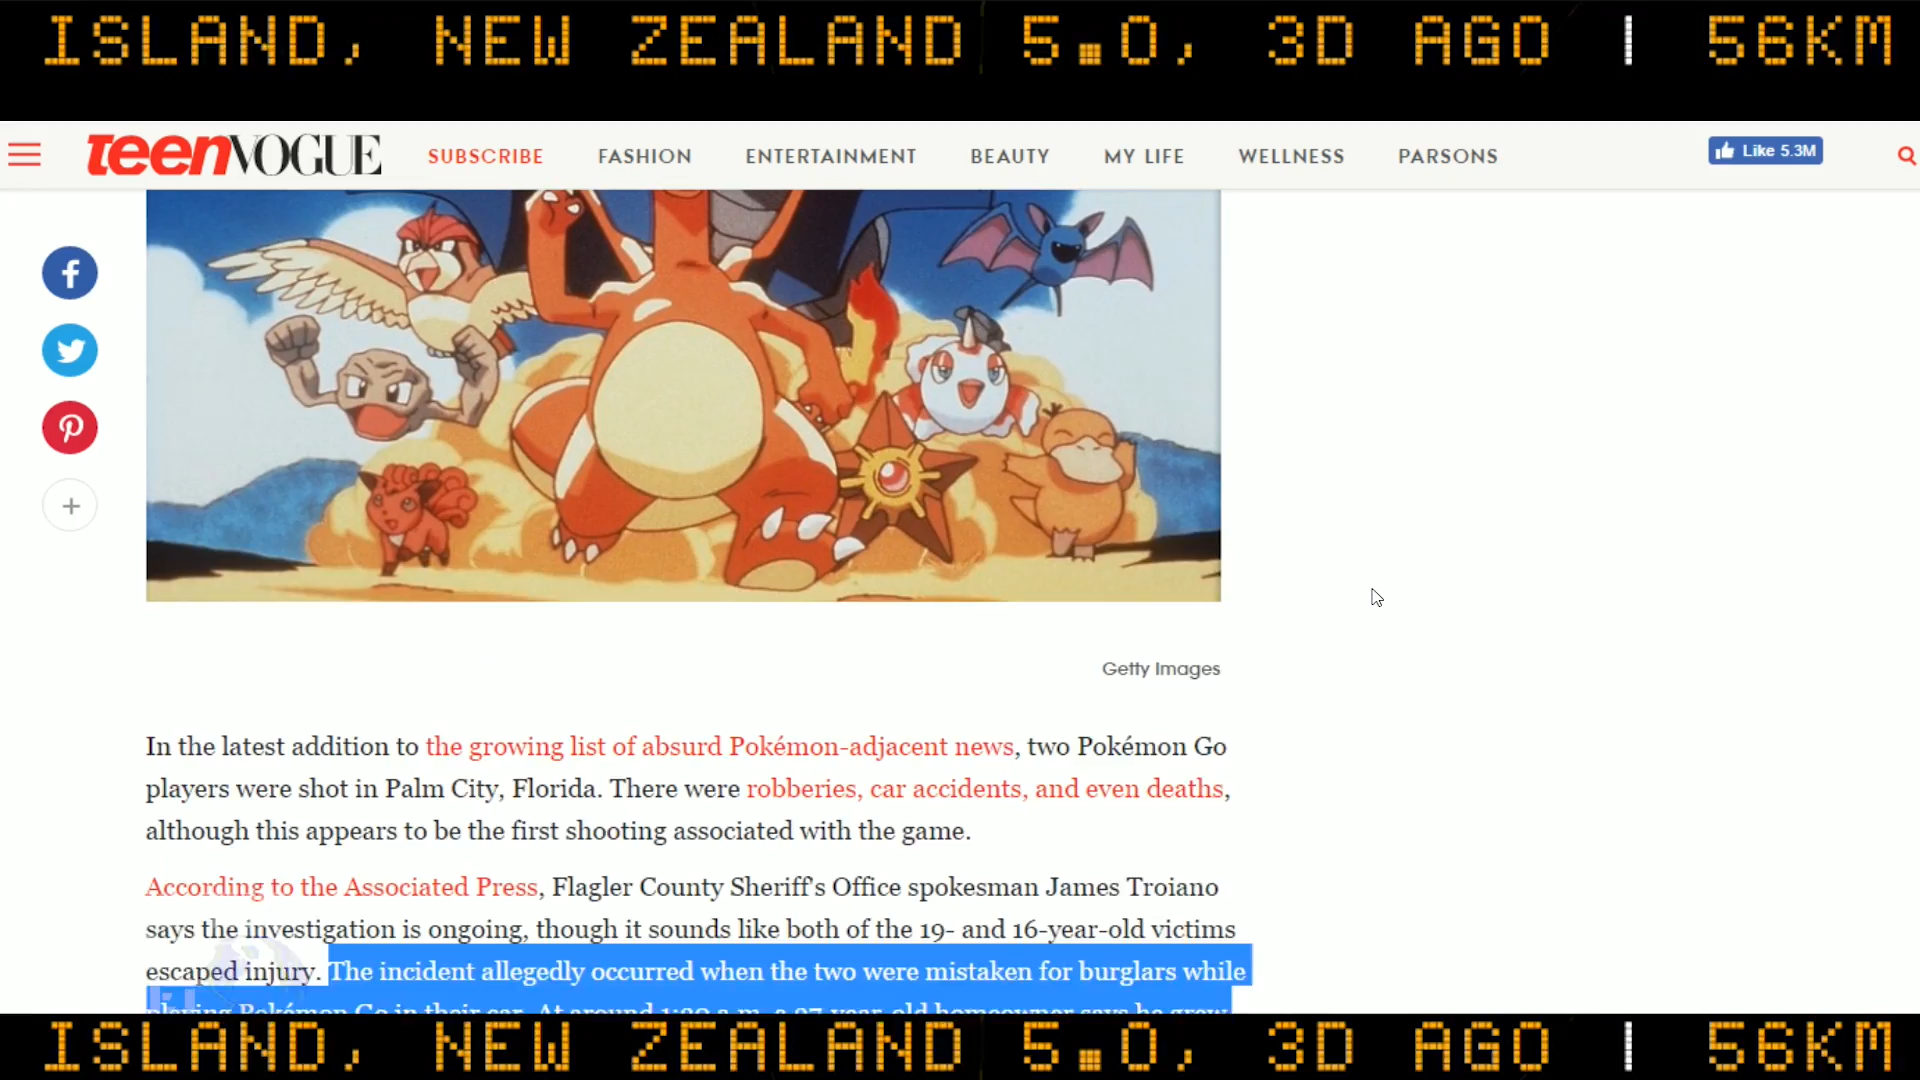 ISLAND, NEW ZEALAND 5.0, 3D AGO | 56KM
teenVOGUE SUBSCRIBE FASHION ENTERTAINMENT BEAUTY MY LIFE WELLNESS PARSONS Like 5.3M
Getty Images
In the latest addition to the growing list of absurd Pokémon-adjacent news, two Pokémon Go
players were shot in Palm City, Florida. There were robberies, car accidents, and even deaths,
although this appears to be the first shooting associated with the game.
According to the Associated Press, Flagler County Sheriff's Office spokesman James Troiano
says the investigation is ongoing, though it sounds like both of the 19- and 16-year-old victims
escaped injury. The incident allegedly occurred when the two were mistaken for burglars while
playing Pokémon Go in their car. At around 1:30 a.m. a 37-year-old homeowner says he grew
ISLAND, NEW ZEALAND 5.0, 3D AGO | 56KM